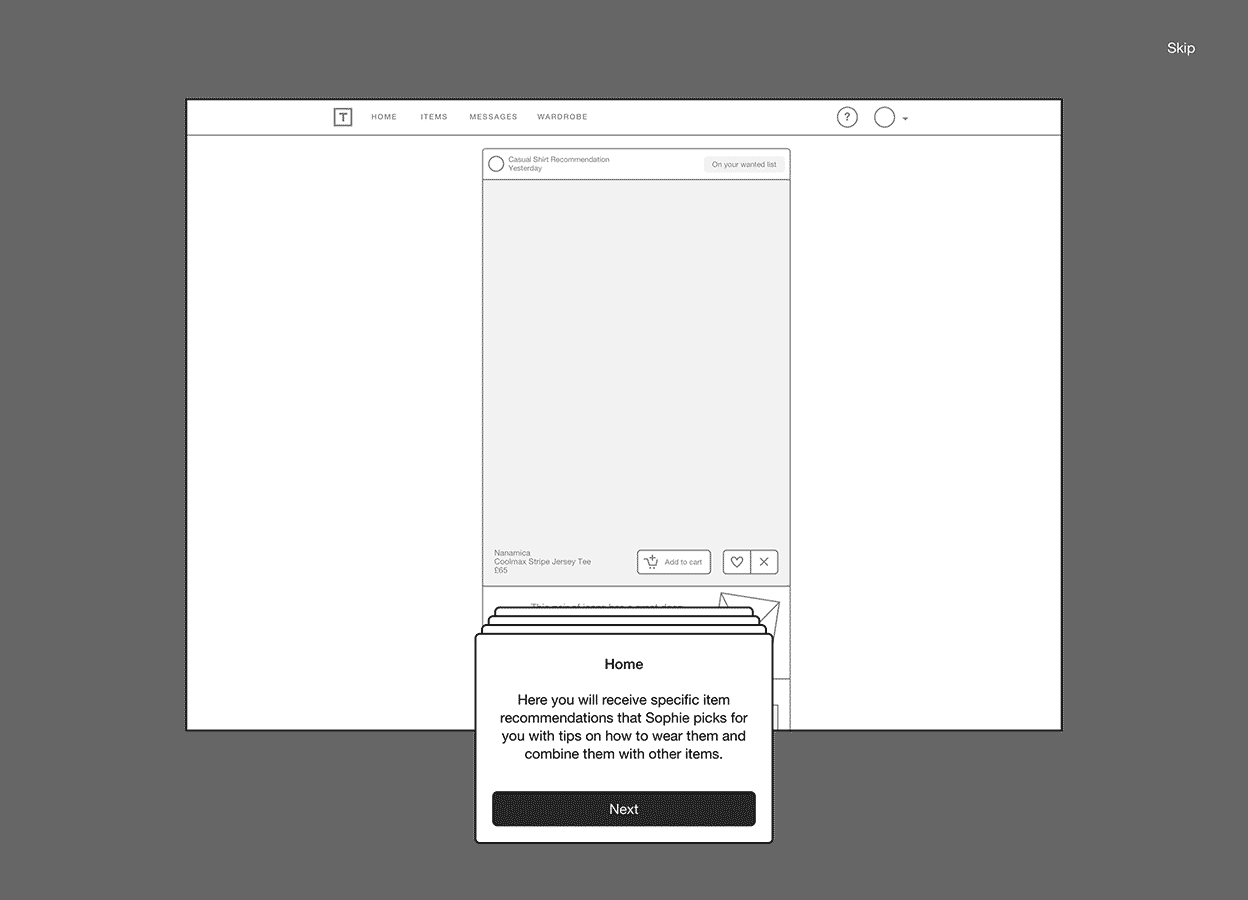 Skip
T
HOME ITEMS MESSAGES WARDROBE ?
Casual Shirt Recommendation
Yesterday
On your wanted list
Nanamica
Coolmax Stripe Jersey Tee
£65
Add to cart
Home
Here you will receive specific item
recommendations that Sophie picks for
you with tips on how to wear them and
combine them with other items.
Next